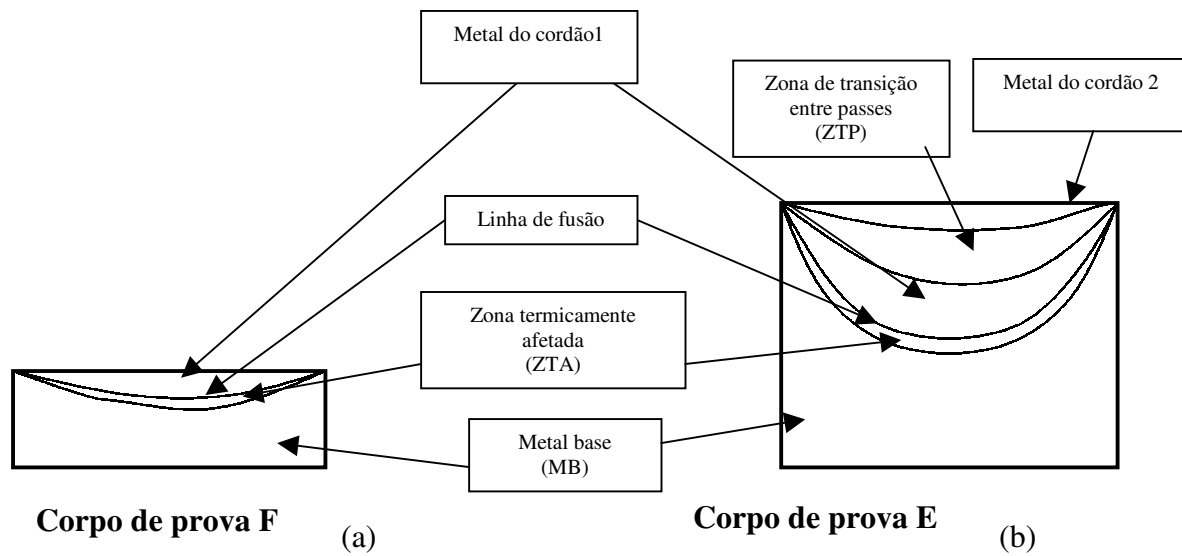 Metal do cordão1
Zona de transição
entre passes
(ZTP)
Metal do cordão 2
Linha de fusão
Zona termicamente
afetada
(ZTA)
Metal base
(MB)
Corpo de prova F
(a)
Corpo de prova E
(b)